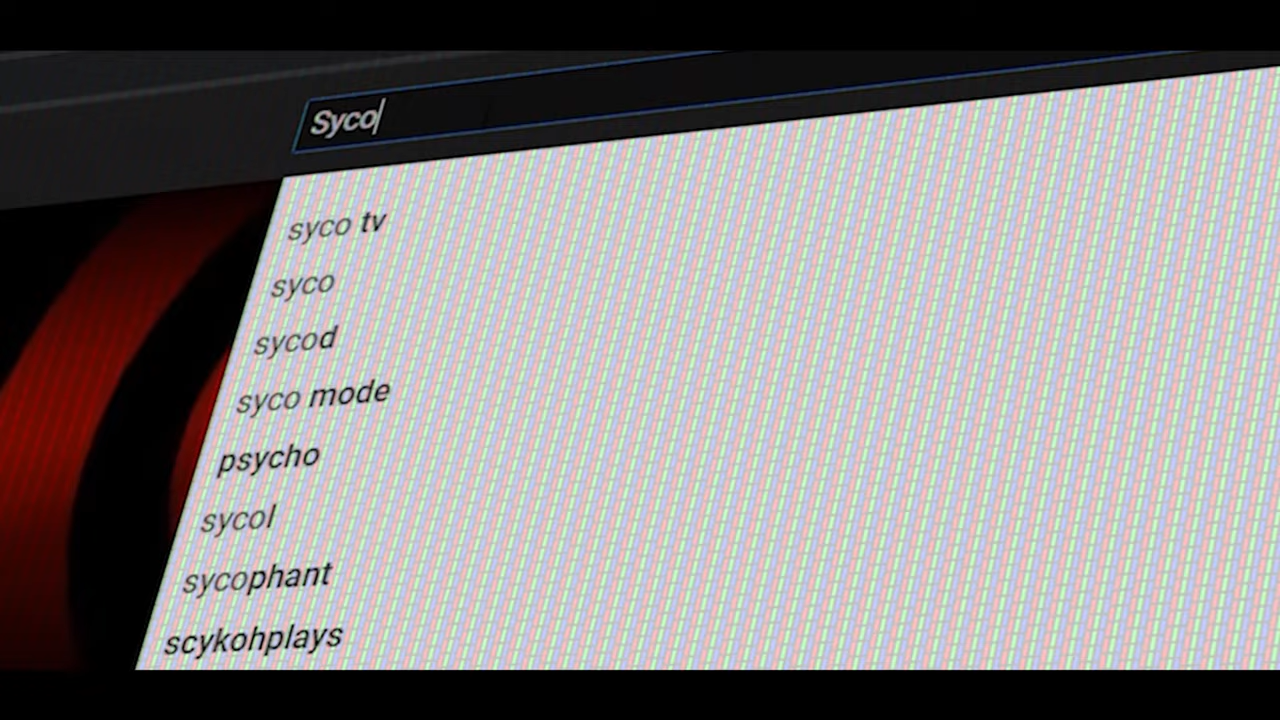 Syco
syco tv
syco
sycod
syco mode
psycho
sycol
sycophant
scykohplays